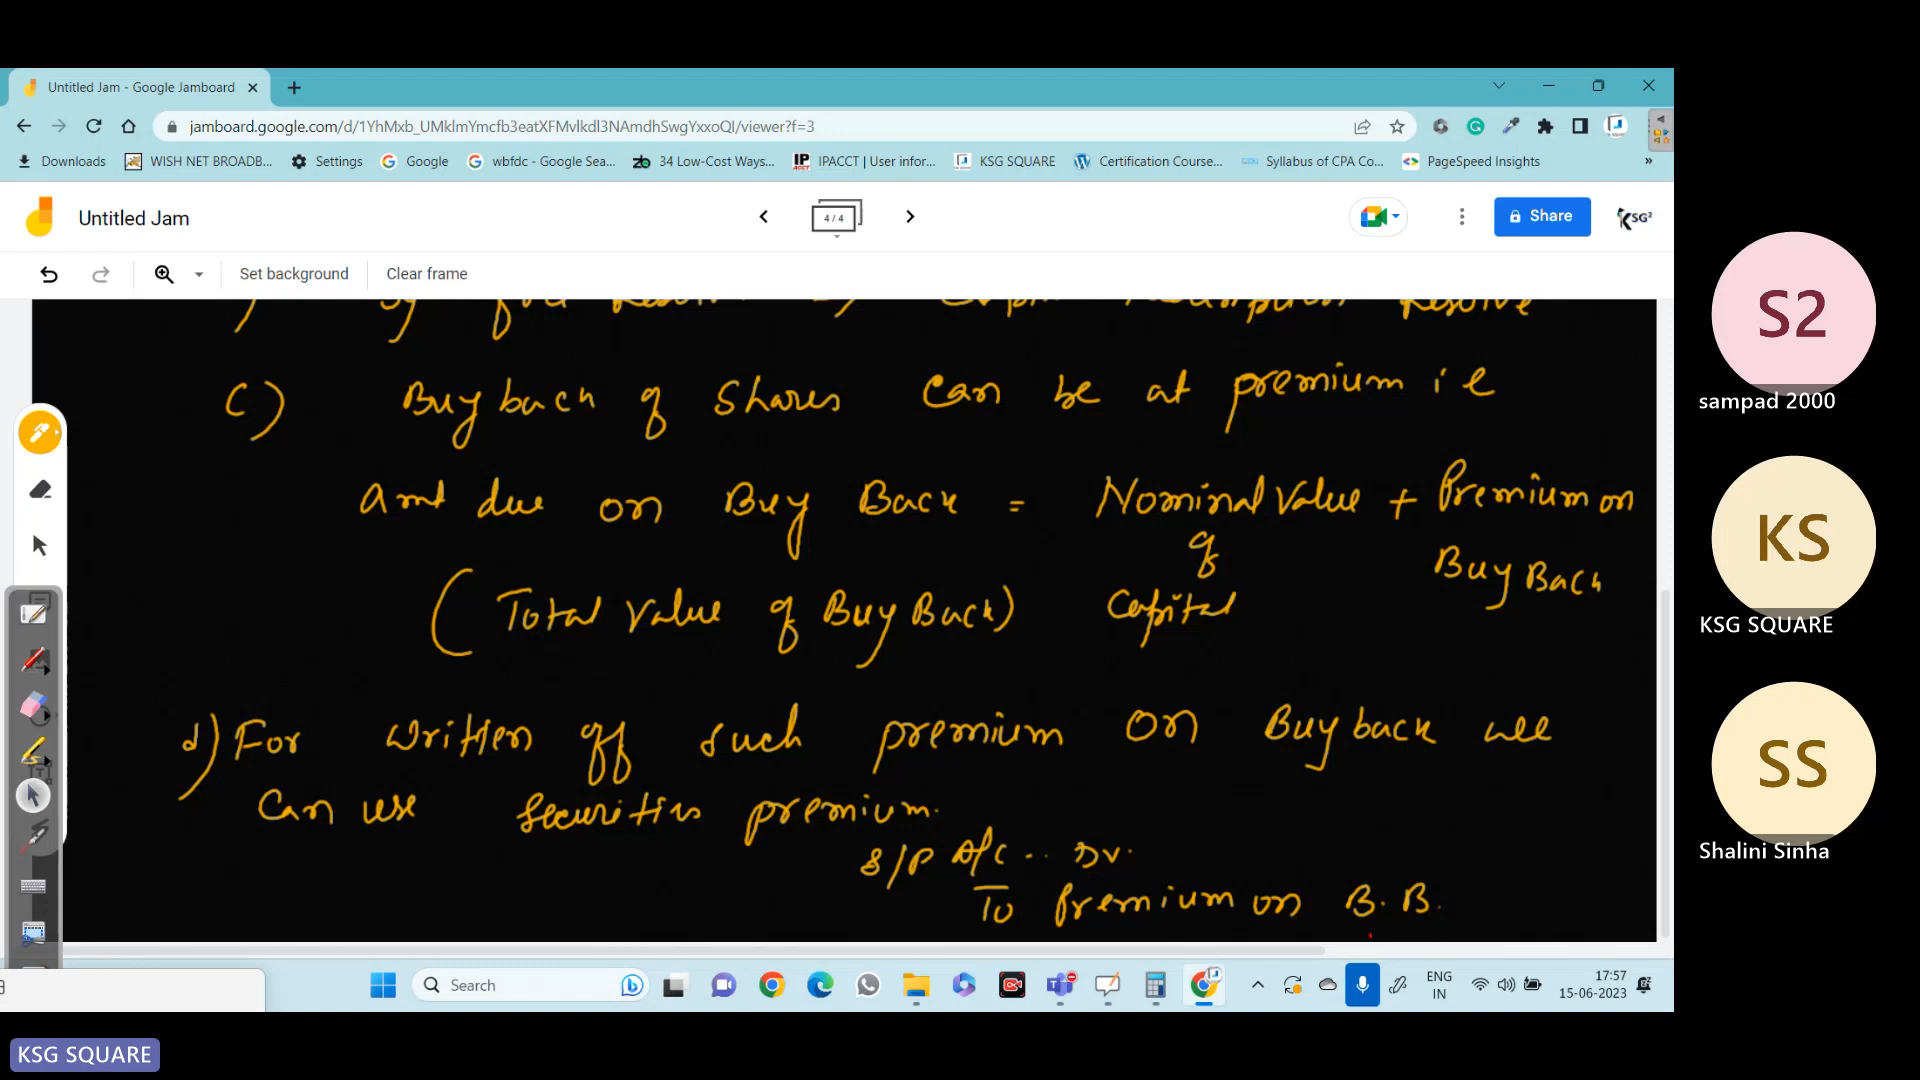 Untitled Jam - Google Jamboard
jamboard.google.com/d/1YhMxb_UMklmYmcfb3eatXFMvlkdl3NAmdhSwgYxxoQI/viewer?f=3
Downloads WISH NET BROADB... Settings Google wbfdc - Google Sea... 34 Low-Cost Ways... IPACCT | User infor... KSG SQUARE Certification Course... Syllabus of CPA Co... PageSpeed Insights »
Untitled Jam 4 / 4 Share KSG²
Set background Clear frame
c) Buy back of Shares Can be at premium i e
Amt due on Buy Back = Nominal Value + Premium on
of Buy Back
(Total Value of Buy Back) Capital
d) For written off such premium on Buy back we
Can use Securities premium.
S/P A/C .. Dr.
To Premium on B.B.
S2
sampad 2000
KS
KSG SQUARE
SS
Shalini Sinha
Search ENG IN 17:57 15-06-2023
KSG SQUARE